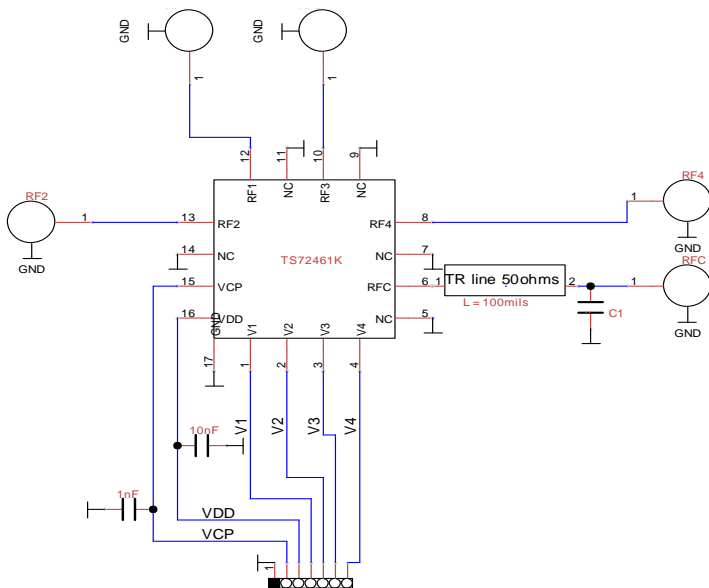 GND
GND
1
1
12
11
10
9
RF1
NC
RF3
NC
RF2
1
13
RF2
RF4
8
1
RF4
GND
GND
14
NC
TS72461K
NC
7
RFC
15
VCP
RFC
6
1
TR line 50ohms
2
1
L = 100mils
C1
GND
16
VDD
NC
5
GND
V1
V2
V3
V4
17
1
2
3
4
V1
V2
V3
V4
10nF
1nF
VDD
VCP
1